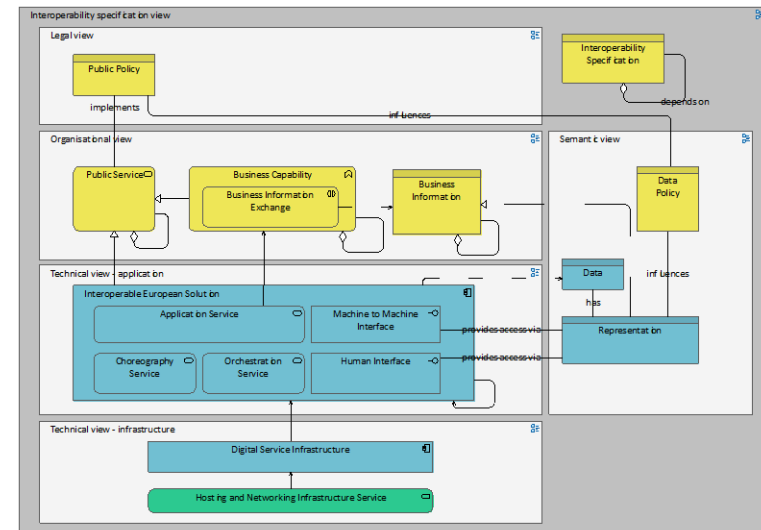 Interoperability specification view
Legal view
Public Policy
Interoperability
Specification
implements
depends on
influences
Organisational view
Semantic view
Public Service
Business Capability
Business Information
Exchange
Business
Information
Data
Policy
Technical view - application
Data
influences
Interoperable European Solution
has
Application Service
Machine to Machine
Interface
Representation
provides access via
Choreography
Service
Orchestration
Service
Human Interface
provides access via
Technical view - infrastructure
Digital Service Infrastructure
Hosting and Networking Infrastructure Service